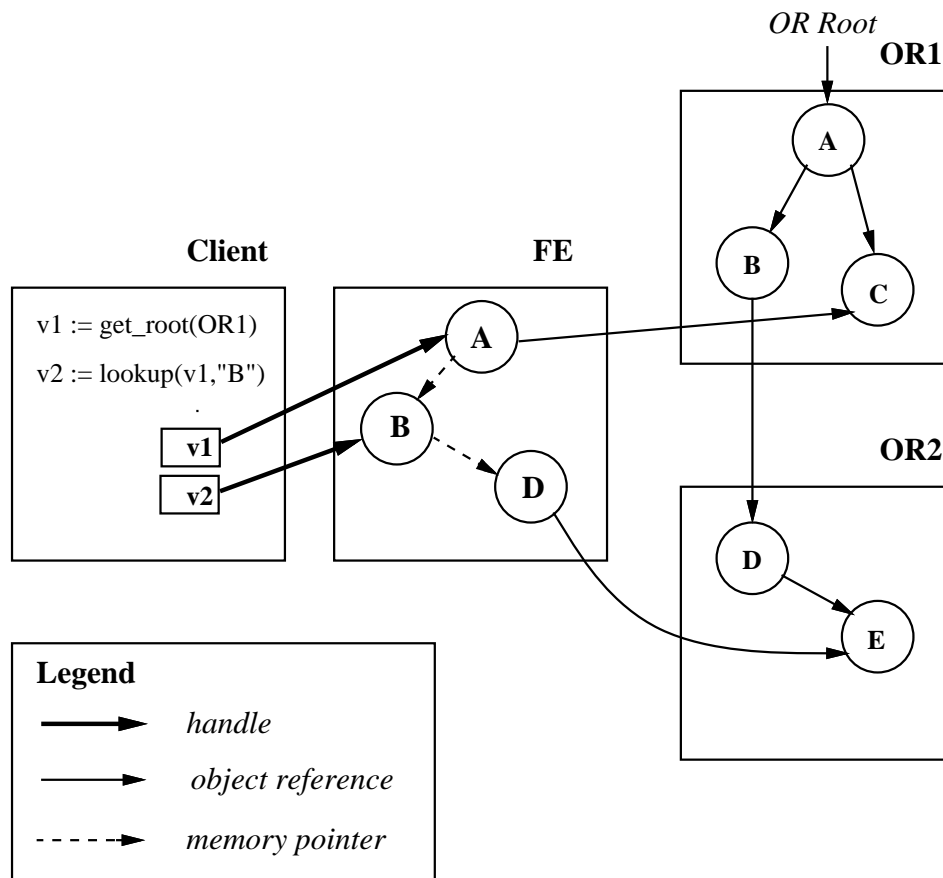 OR Root
OR1
A
B
C
Client
FE
v1 := get_root(OR1)
v2 := lookup(v1,"B")
.
v1
v2
A
B
D
OR2
D
E
Legend
handle
object reference
memory pointer